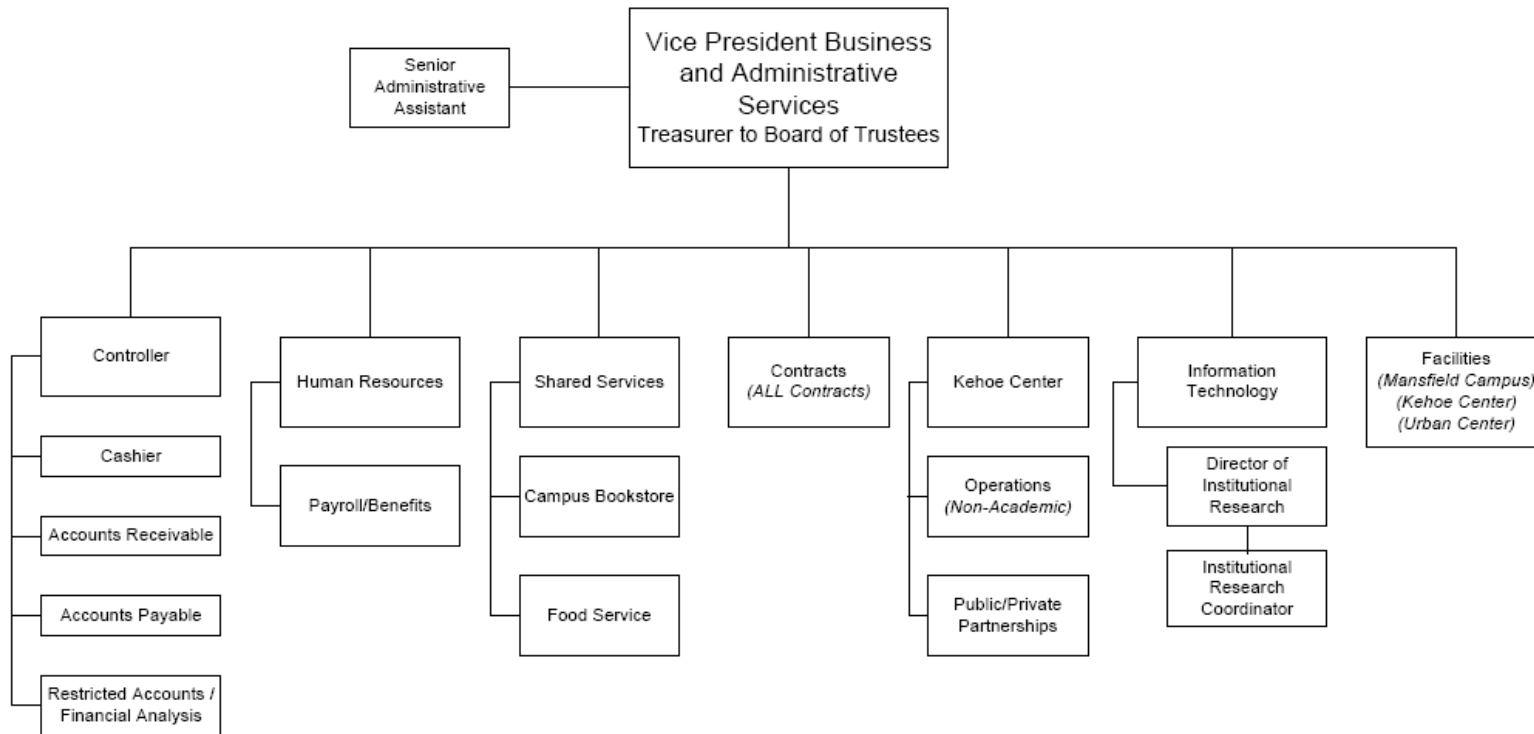 Vice President Business
and Administrative
Services
Treasurer to Board of Trustees
Senior
Administrative
Assistant
Controller
Cashier
Accounts Receivable
Accounts Payable
Restricted Accounts /
Financial Analysis
Human Resources
Payroll/Benefits
Shared Services
Campus Bookstore
Food Service
Contracts
(ALL Contracts)
Kehoe Center
Operations
(Non-Academic)
Public/Private
Partnerships
Information
Technology
Director of
Institutional
Research
Institutional
Research
Coordinator
Facilities
(Mansfield Campus)
(Kehoe Center)
(Urban Center)